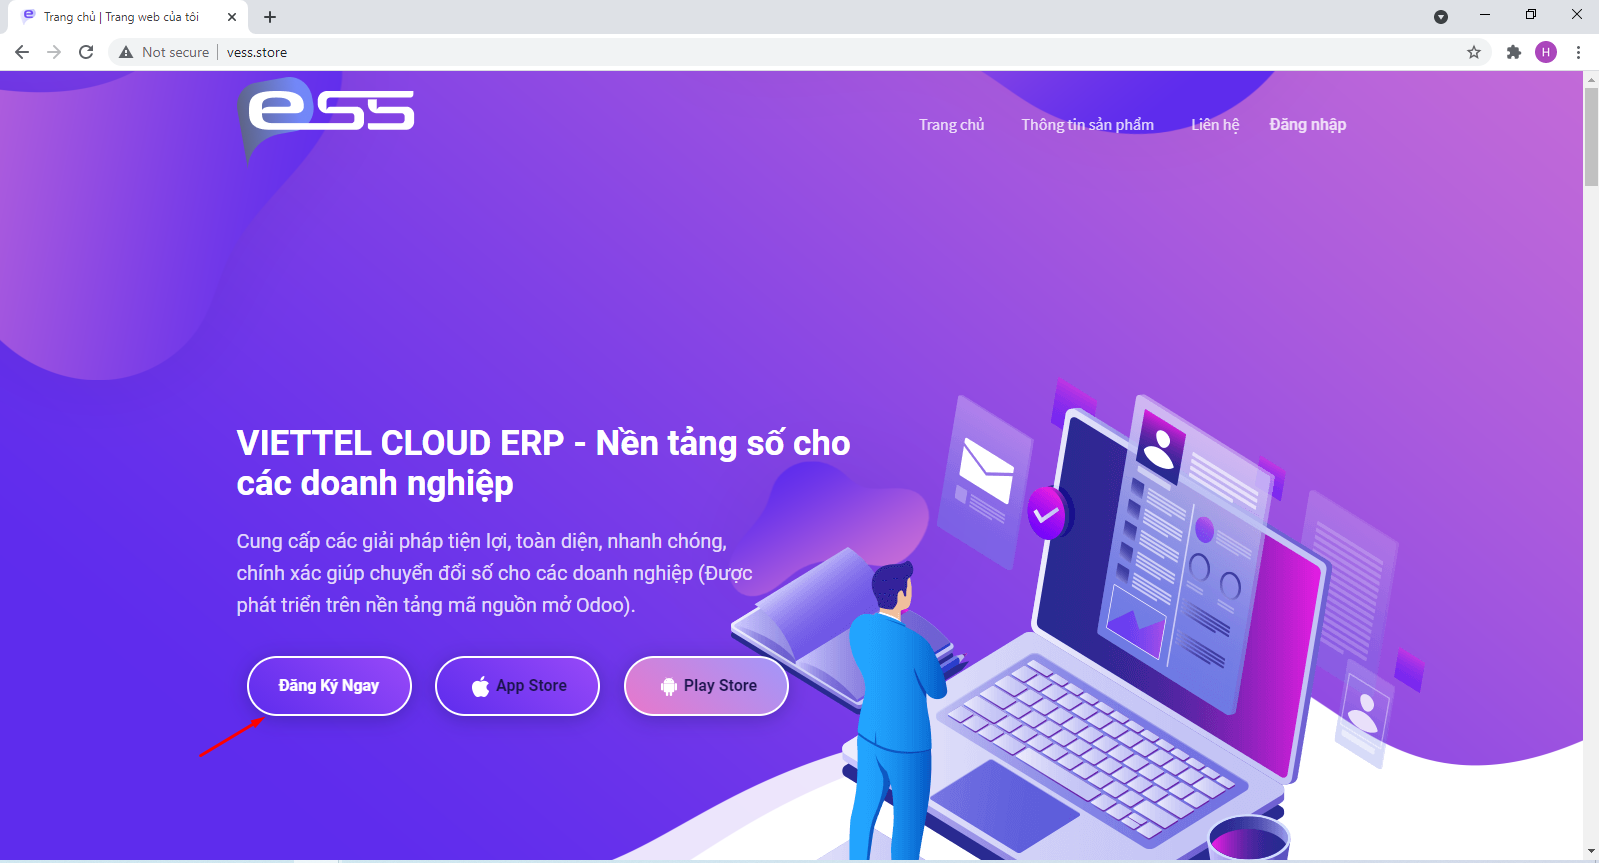 Trang chủ | Trang web của tôi
Not secure | vess.store
H
ess
Trang chủ
Thông tin sản phẩm
Liên hệ
Đăng nhập
VIETTEL CLOUD ERP - Nền tảng số cho
các doanh nghiệp
Cung cấp các giải pháp tiện lợi, toàn diện, nhanh chóng,
chính xác giúp chuyển đổi số cho các doanh nghiệp (Được
phát triển trên nền tảng mã nguồn mở Odoo).
Đăng Ký Ngay
App Store
Play Store